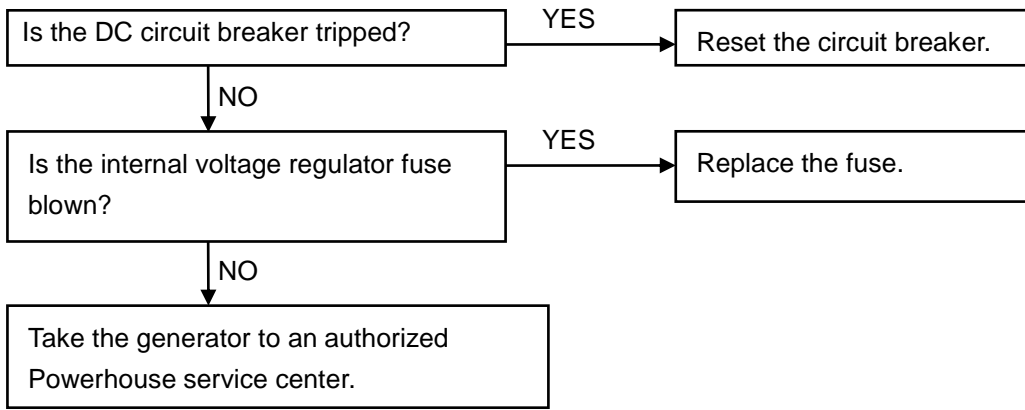 Is the DC circuit breaker tripped?
YES
Reset the circuit breaker.
NO
Is the internal voltage regulator fuse
blown?
YES
Replace the fuse.
NO
Take the generator to an authorized
Powerhouse service center.